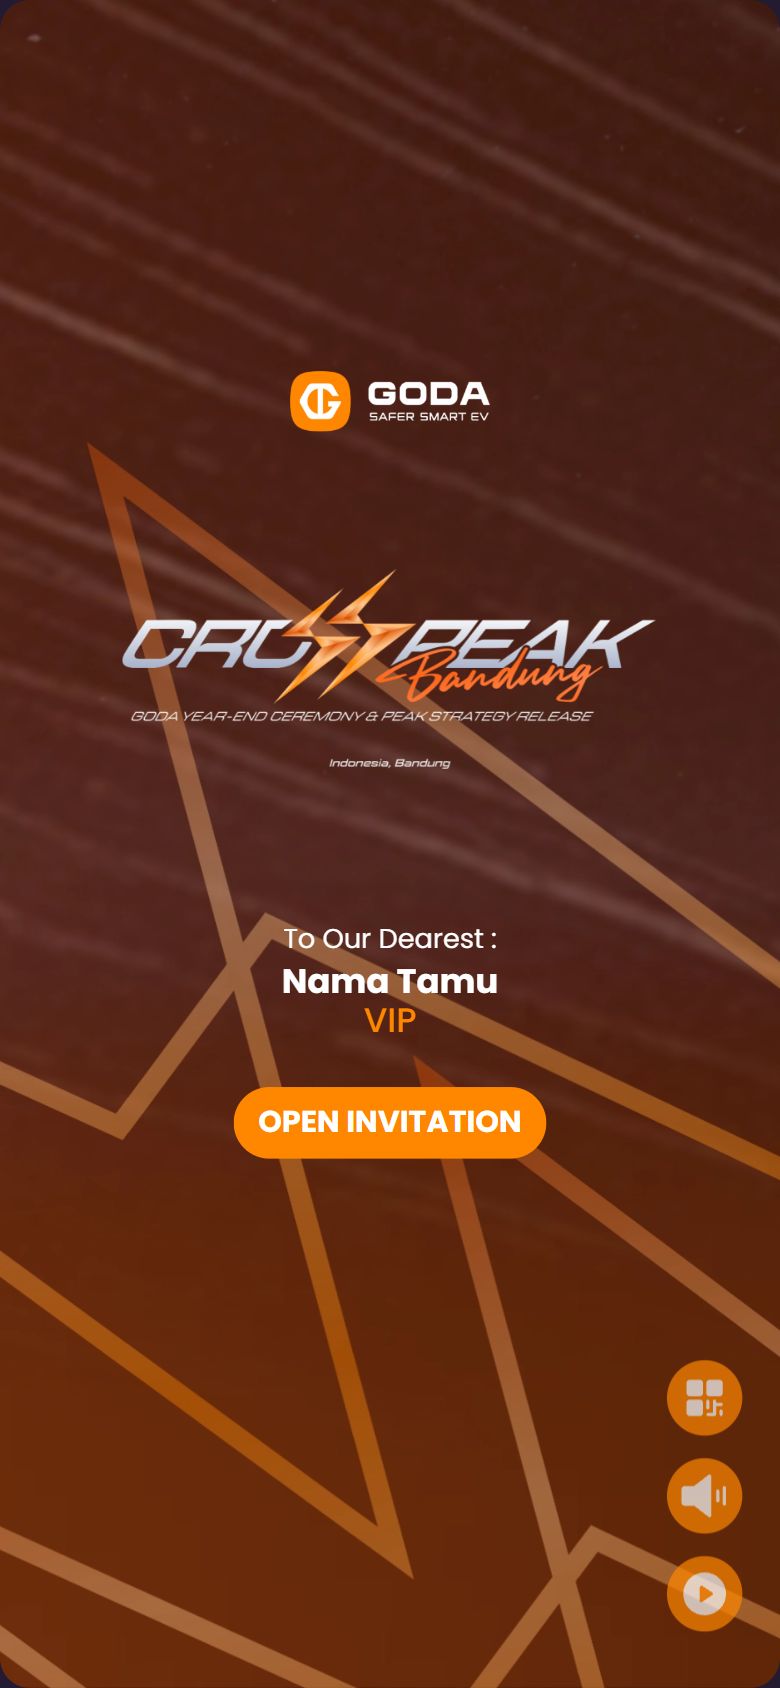 GODA
SAFER SMART EV
CROSSPEAK
Bandung
GODA YEAR-END CEREMONY & PEAK STRATEGY RELEASE
Indonesia, Bandung
To Our Dearest :
Nama Tamu
VIP
OPEN INVITATION